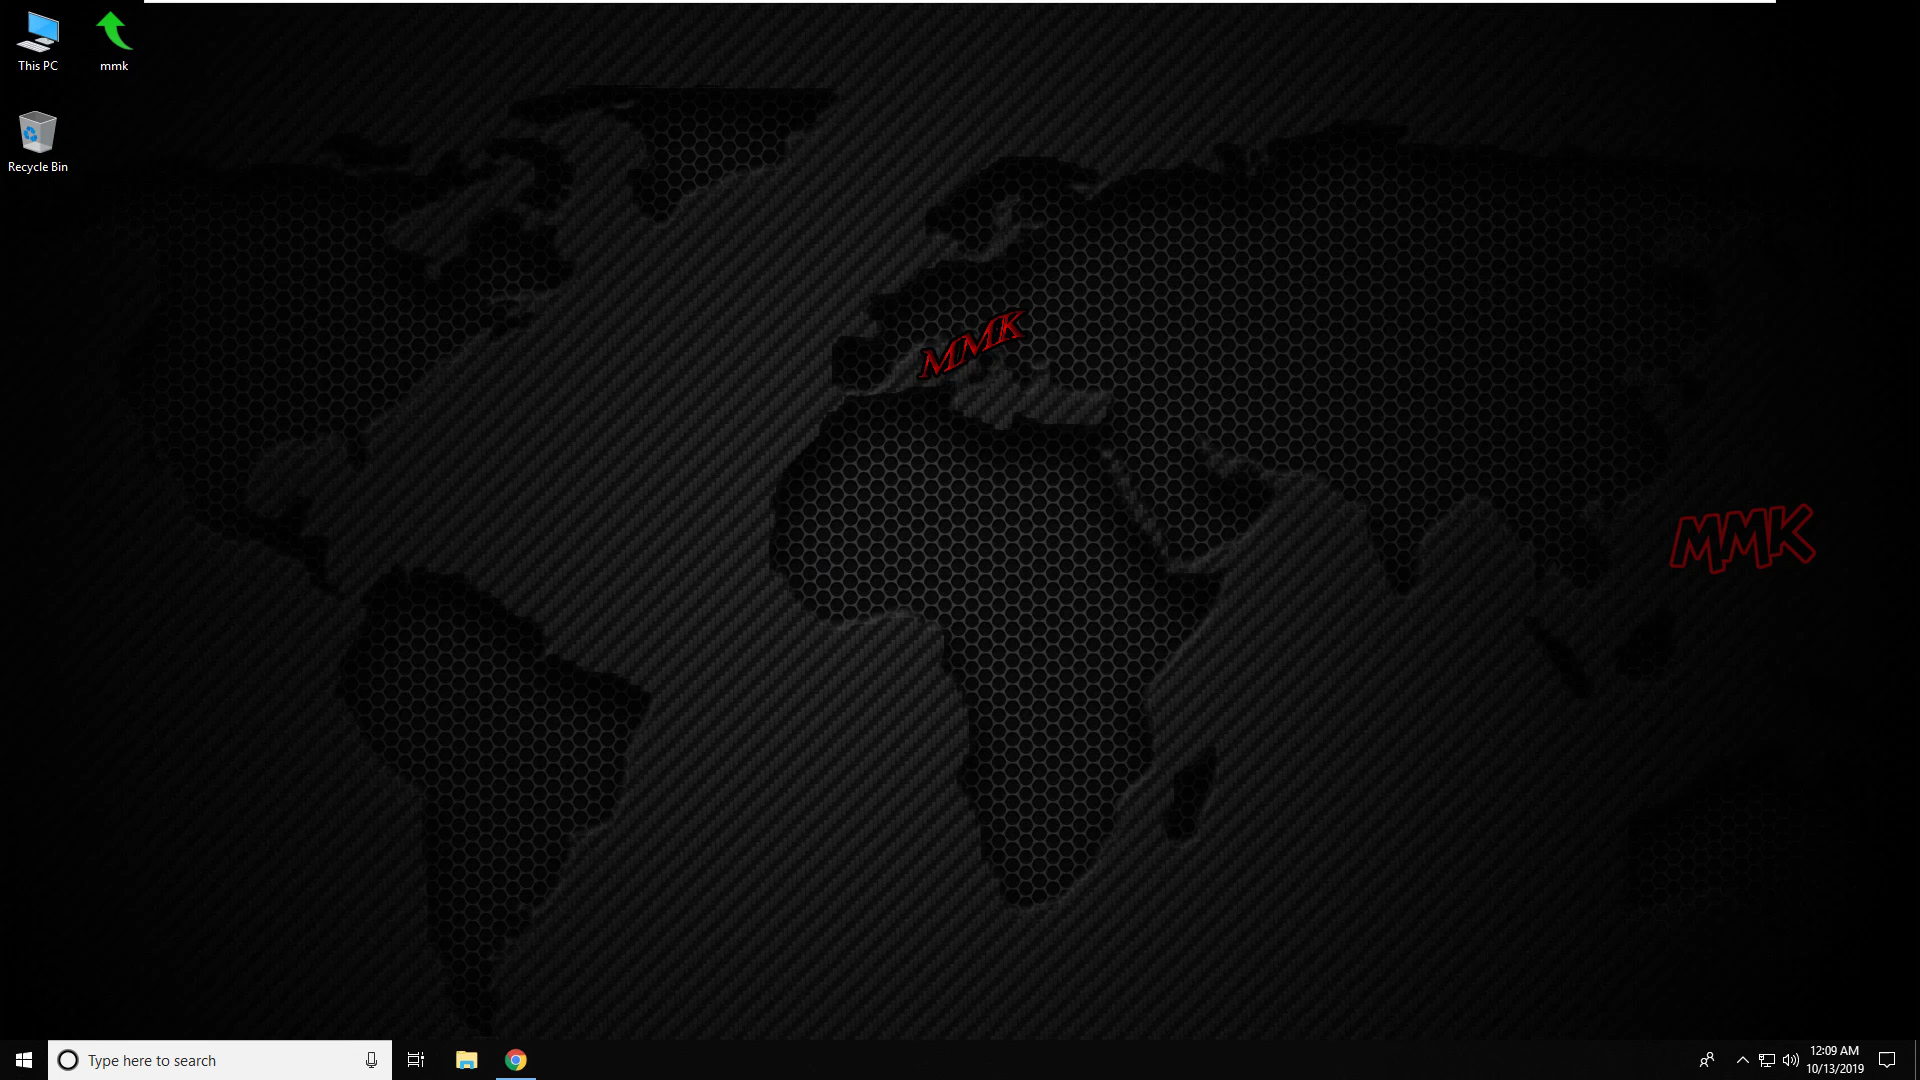 This PC
mmk
Recycle Bin
MMK
MMK
Type here to search
12:09 AM
10/13/2019